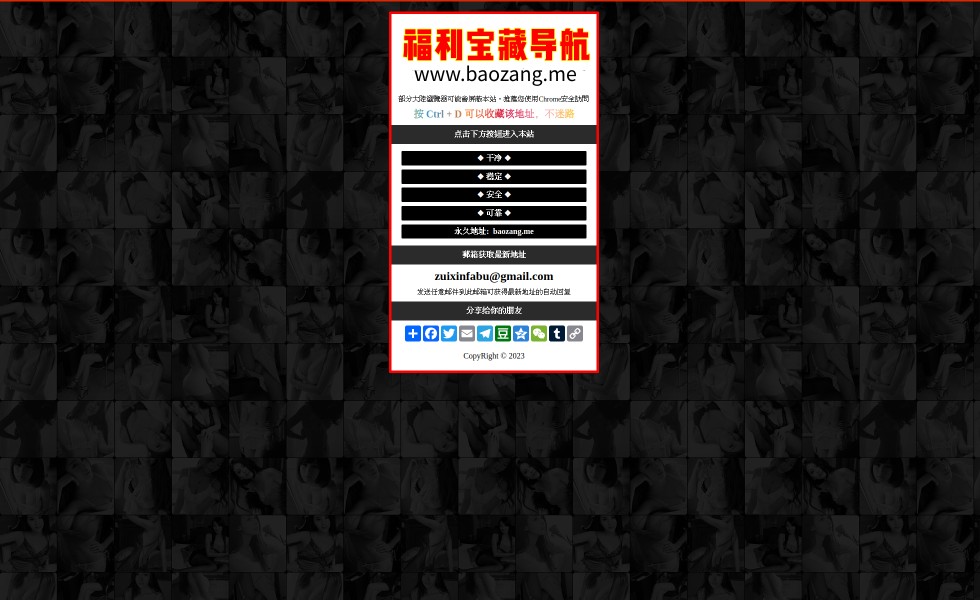 福利宝藏导航
www.baozang.me
部分大陸瀏覽器可能會屏蔽本站，推薦您使用Chrome安全訪問
按 Ctrl + D 可以收藏该地址，不迷路
点击下方按钮进入本站
◆ 干净 ◆
◆ 稳定 ◆
◆ 安全 ◆
◆ 可靠 ◆
永久地址: baozang.me
邮箱获取最新地址
zuixinfabu@gmail.com
发送任意邮件到此邮箱可获得最新地址的自动回复
分享给你的朋友
豆 t
CopyRight © 2023